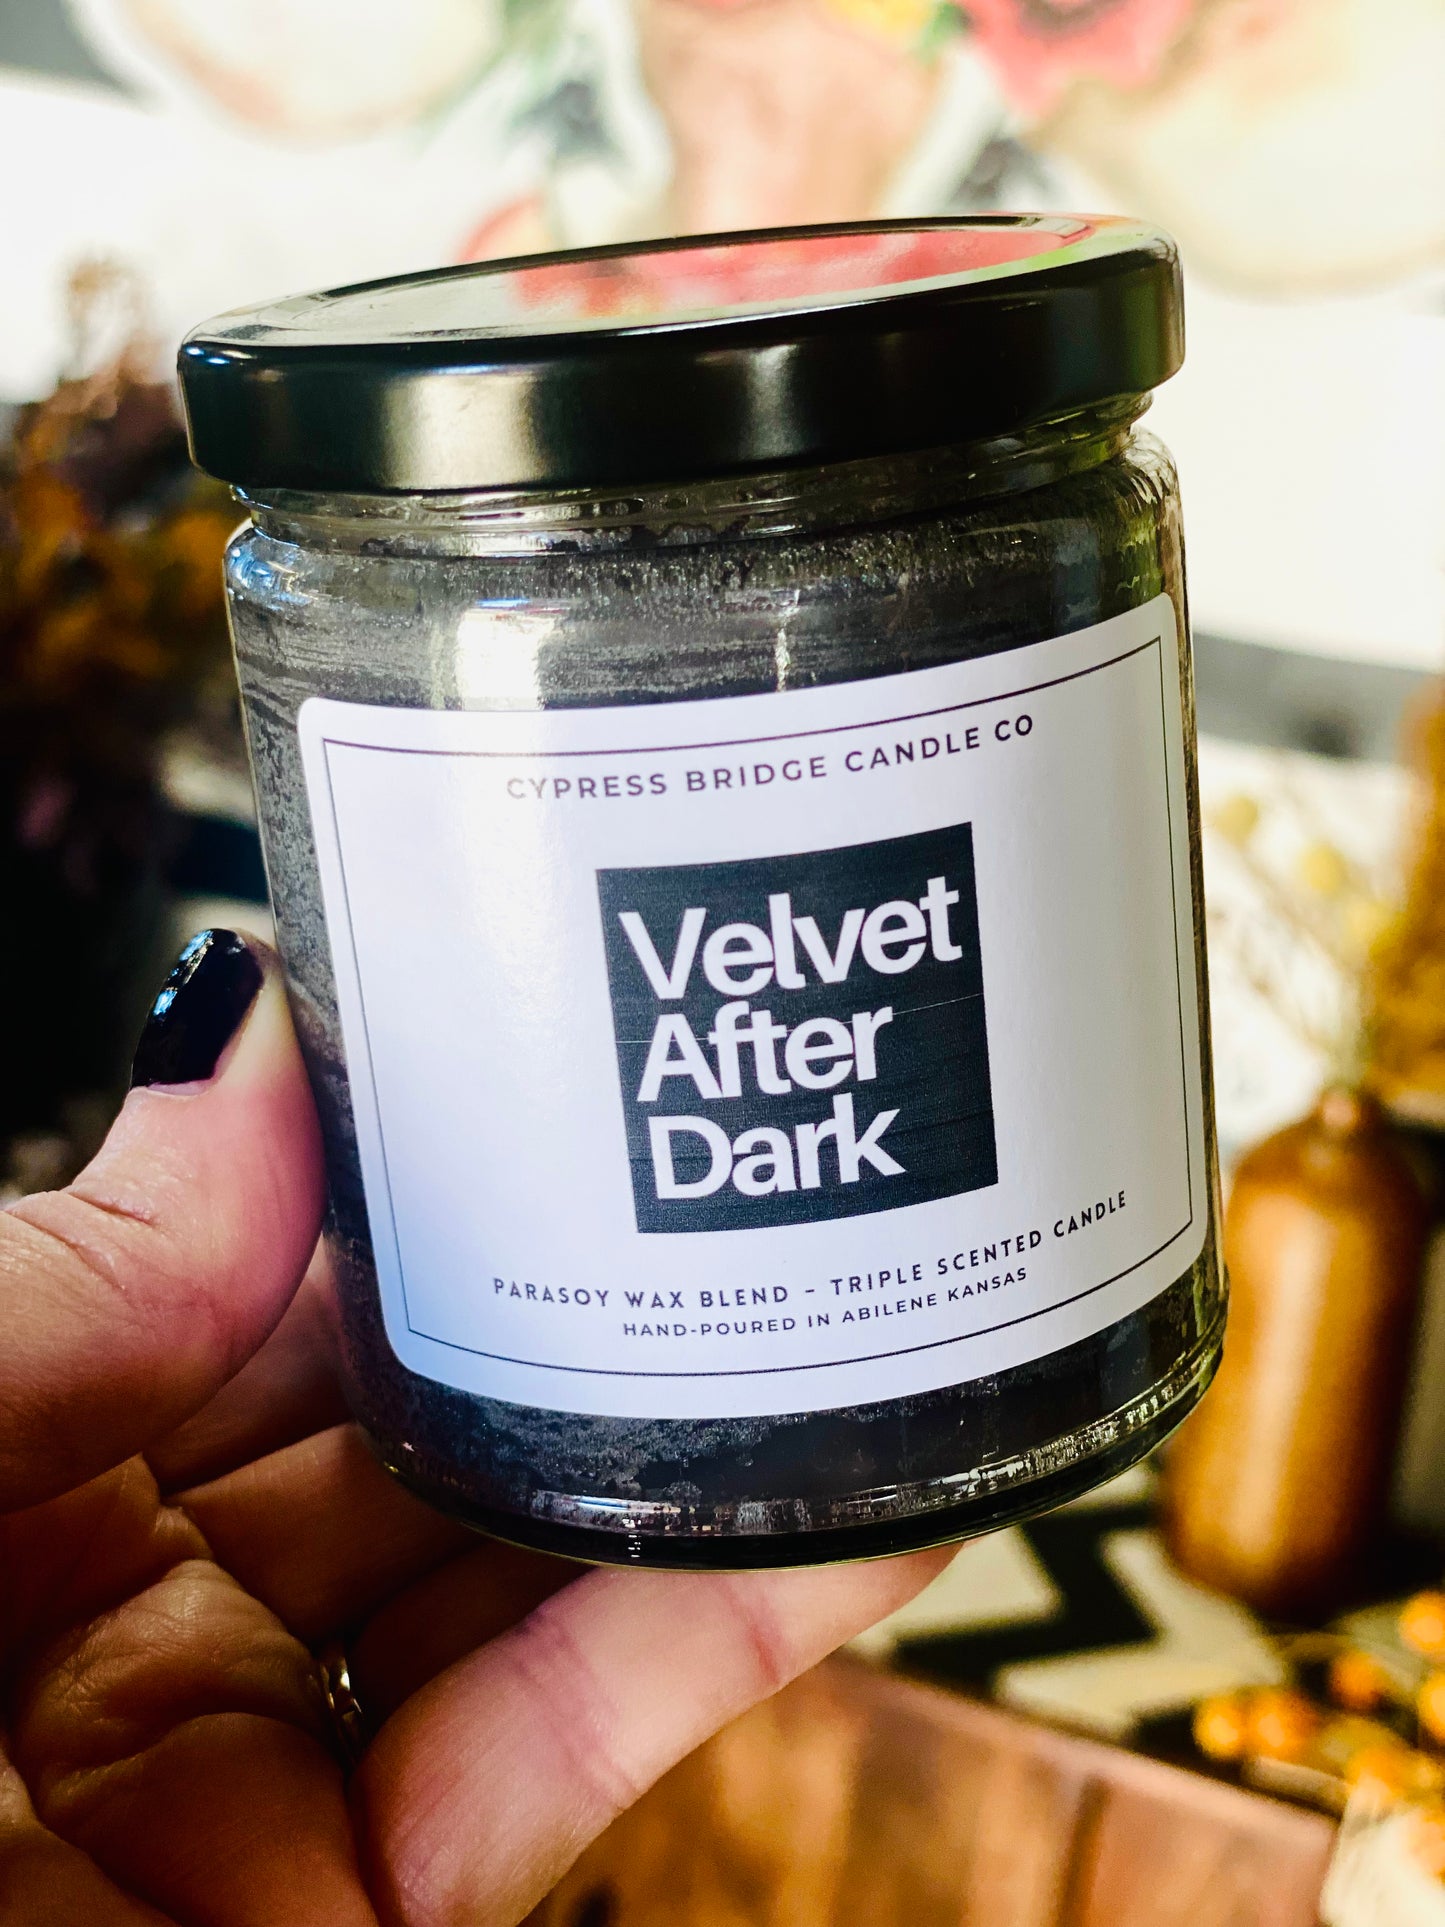 CYPRESS BRIDGE CANDLE CO
Velvet
After
Dark
PARASOY WAX BLEND - TRIPLE SCENTED CANDLE
HAND-POURED IN ABILENE KANSAS